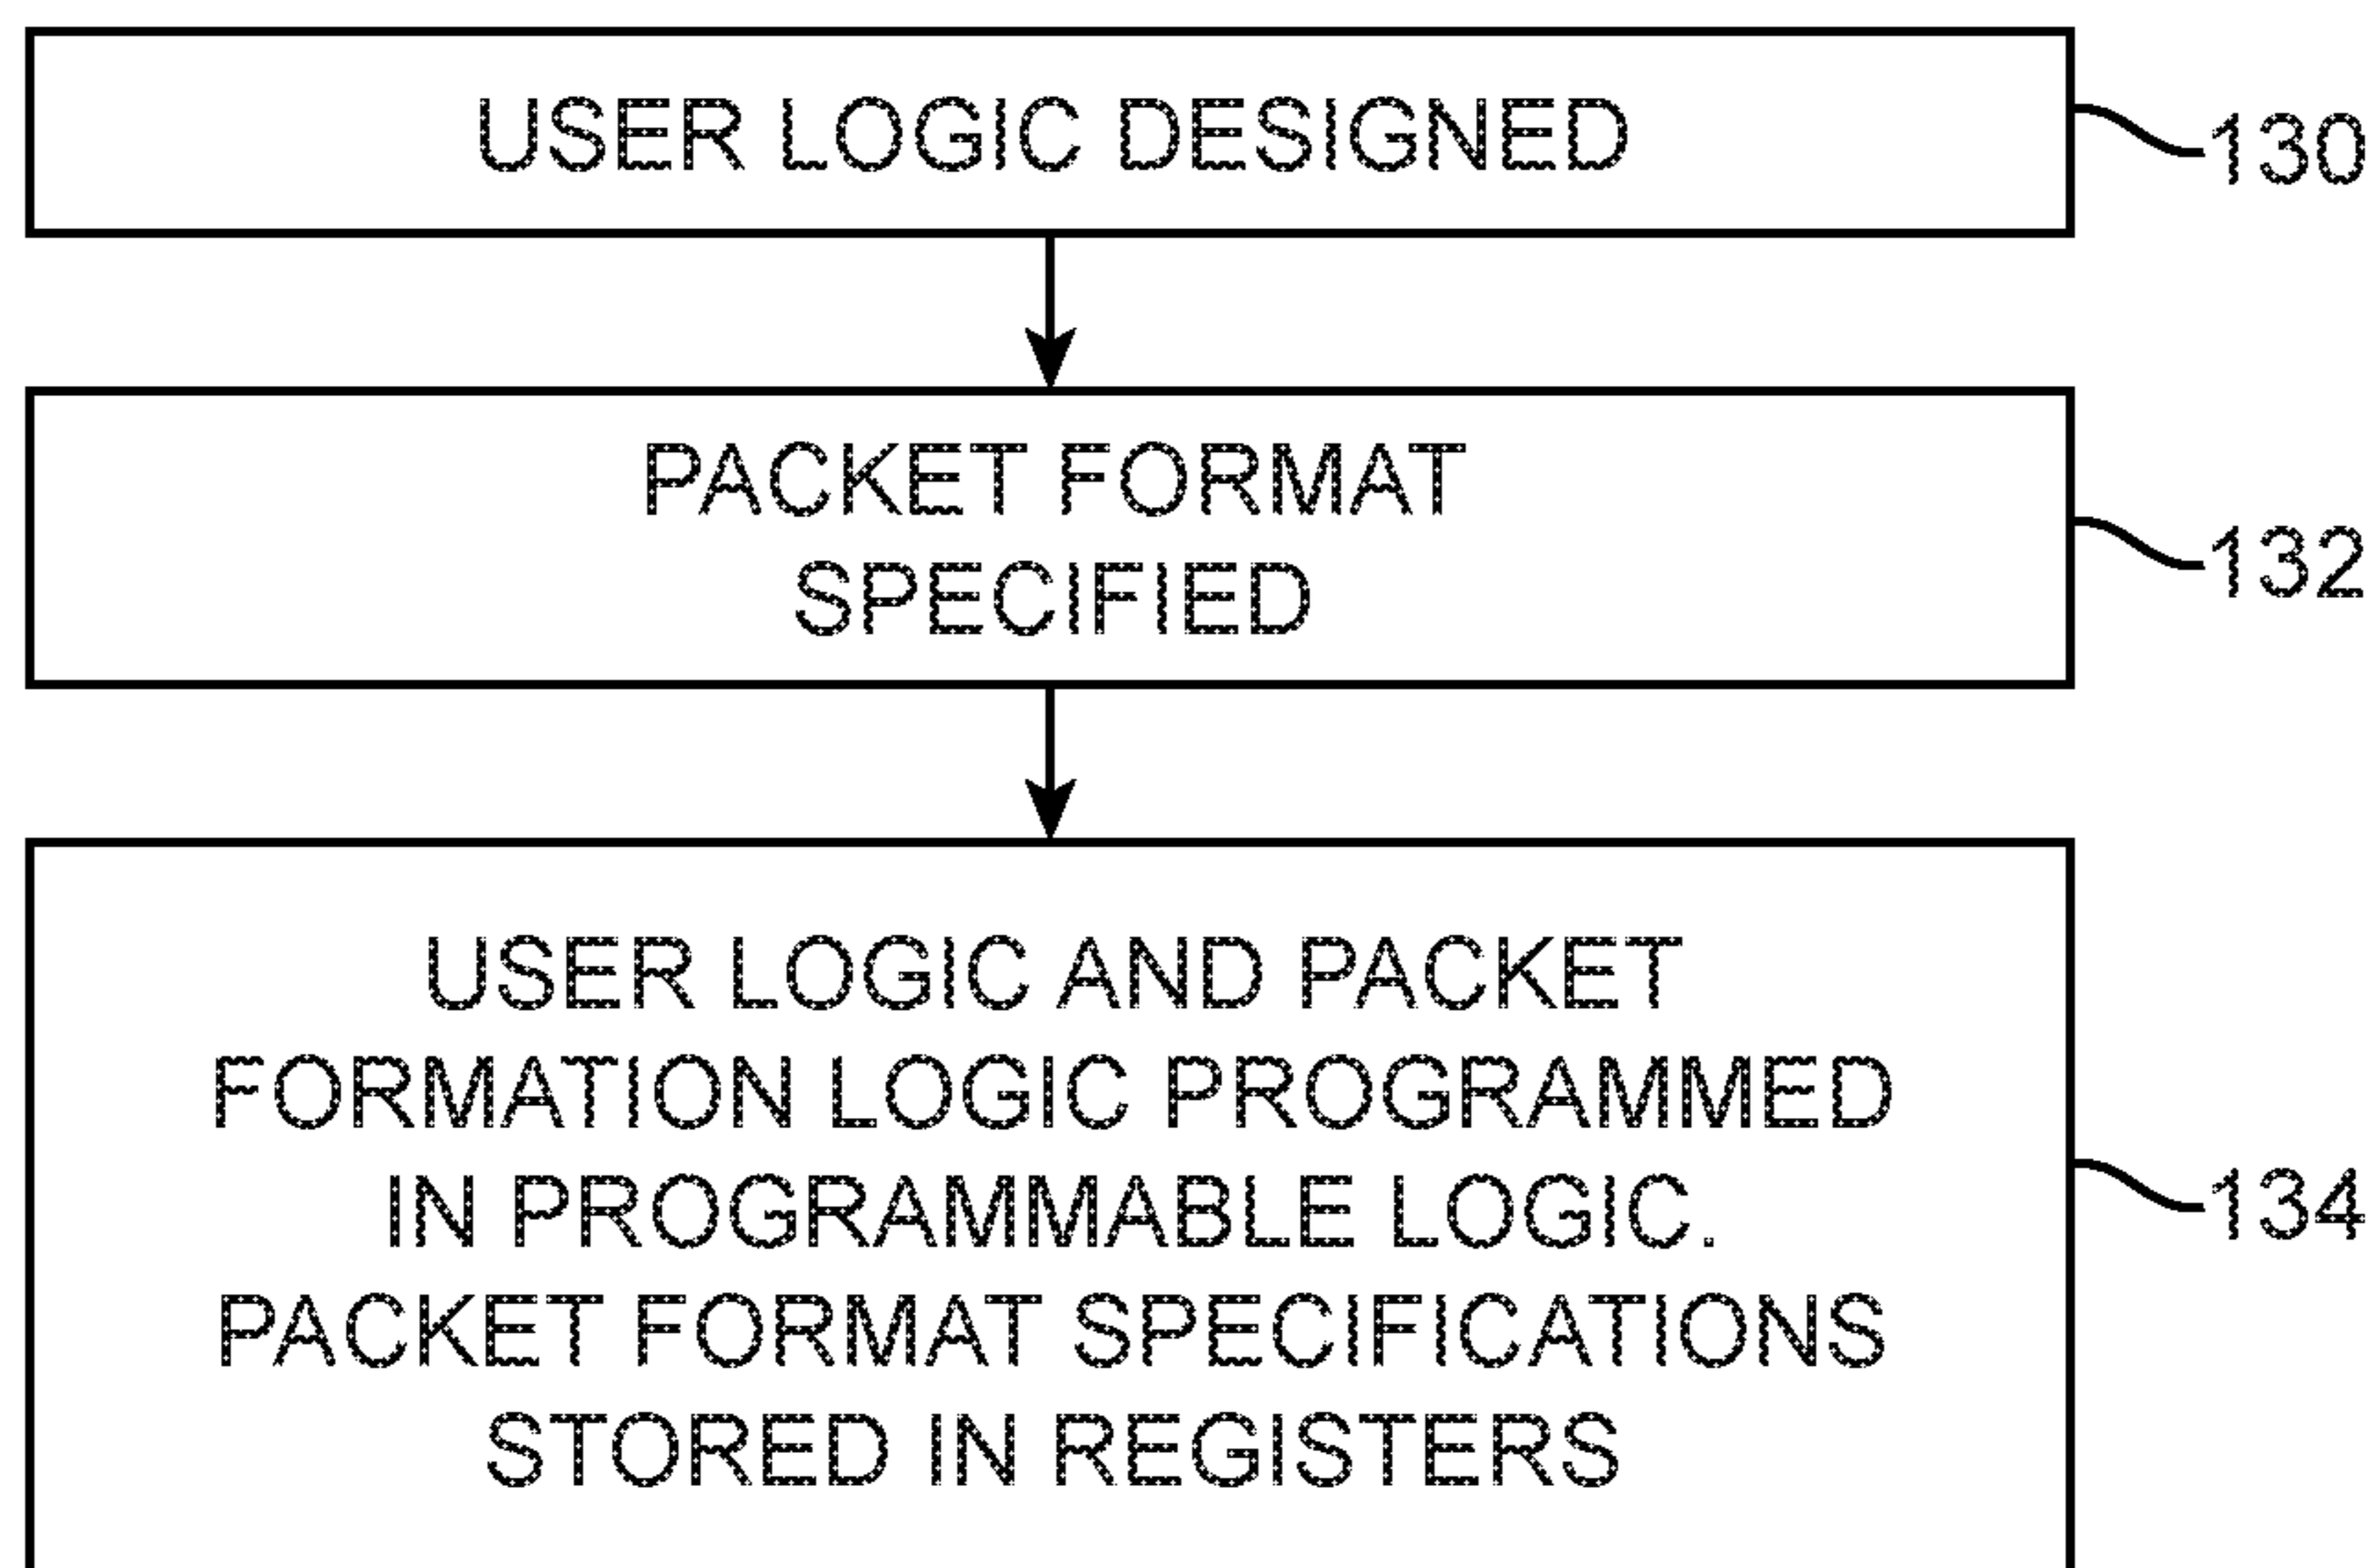 USER LOGIC DESIGNED
130
PACKET FORMAT
SPECIFIED
132
USER LOGIC AND PACKET
FORMATION LOGIC PROGRAMMED
IN PROGRAMMABLE LOGIC.
PACKET FORMAT SPECIFICATIONS
STORED IN REGISTERS
134